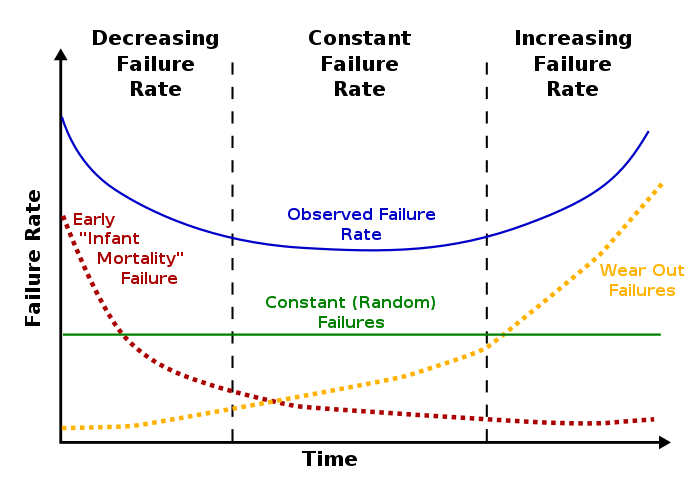 Decreasing
Failure
Rate
Constant
Failure
Rate
Increasing
Failure
Rate
Failure Rate
Early
"Infant
Mortality"
Failure
Observed Failure
Rate
Constant (Random)
Failures
Wear Out
Failures
Time